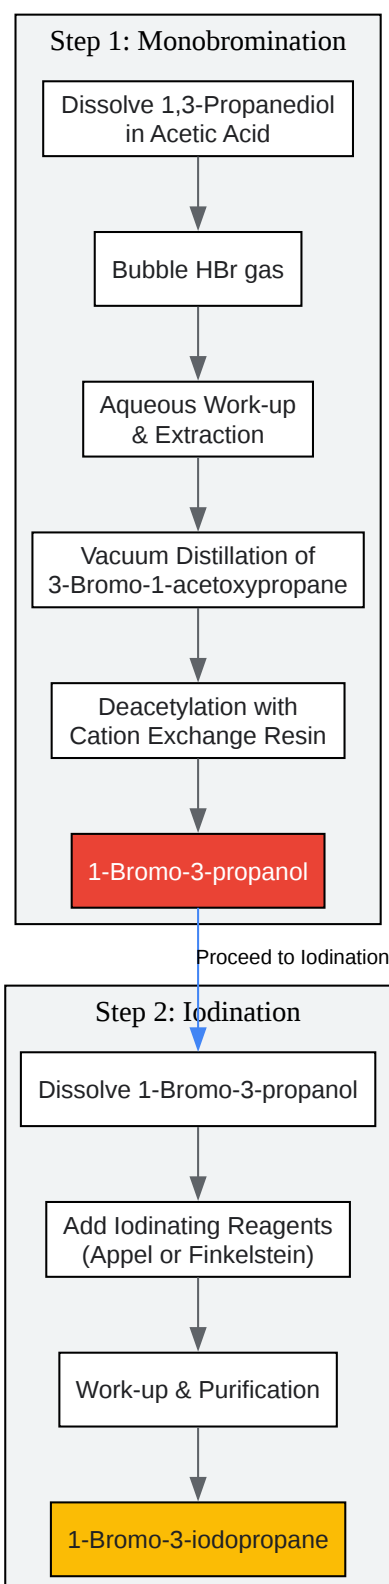 Step 1: Monobromination
Dissolve 1,3-Propanediol
in Acetic Acid
Bubble HBr gas
Aqueous Work-up
& Extraction
Vacuum Distillation of
3-Bromo-1-acetoxypropane
Deacetylation with
Cation Exchange Resin
1-Bromo-3-propanol
Proceed to Iodination
Step 2: Iodination
Dissolve 1-Bromo-3-propanol
Add Iodinating Reagents
(Appel or Finkelstein)
Work-up & Purification
1-Bromo-3-iodopropane